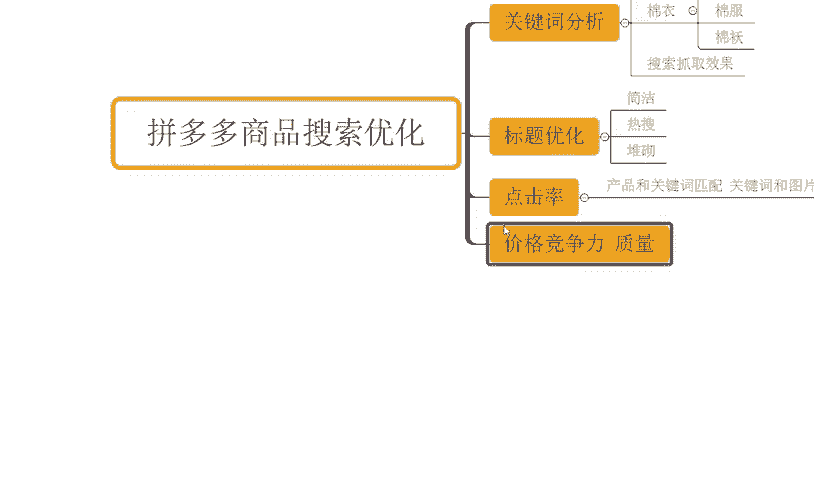 关键词分析
棉衣
棉服
棉袄
搜索抓取效果
拼多多商品搜索优化
标题优化
简洁
热搜
堆砌
点击率
产品和关键词匹配 关键词和图片
价格竞争力 质量